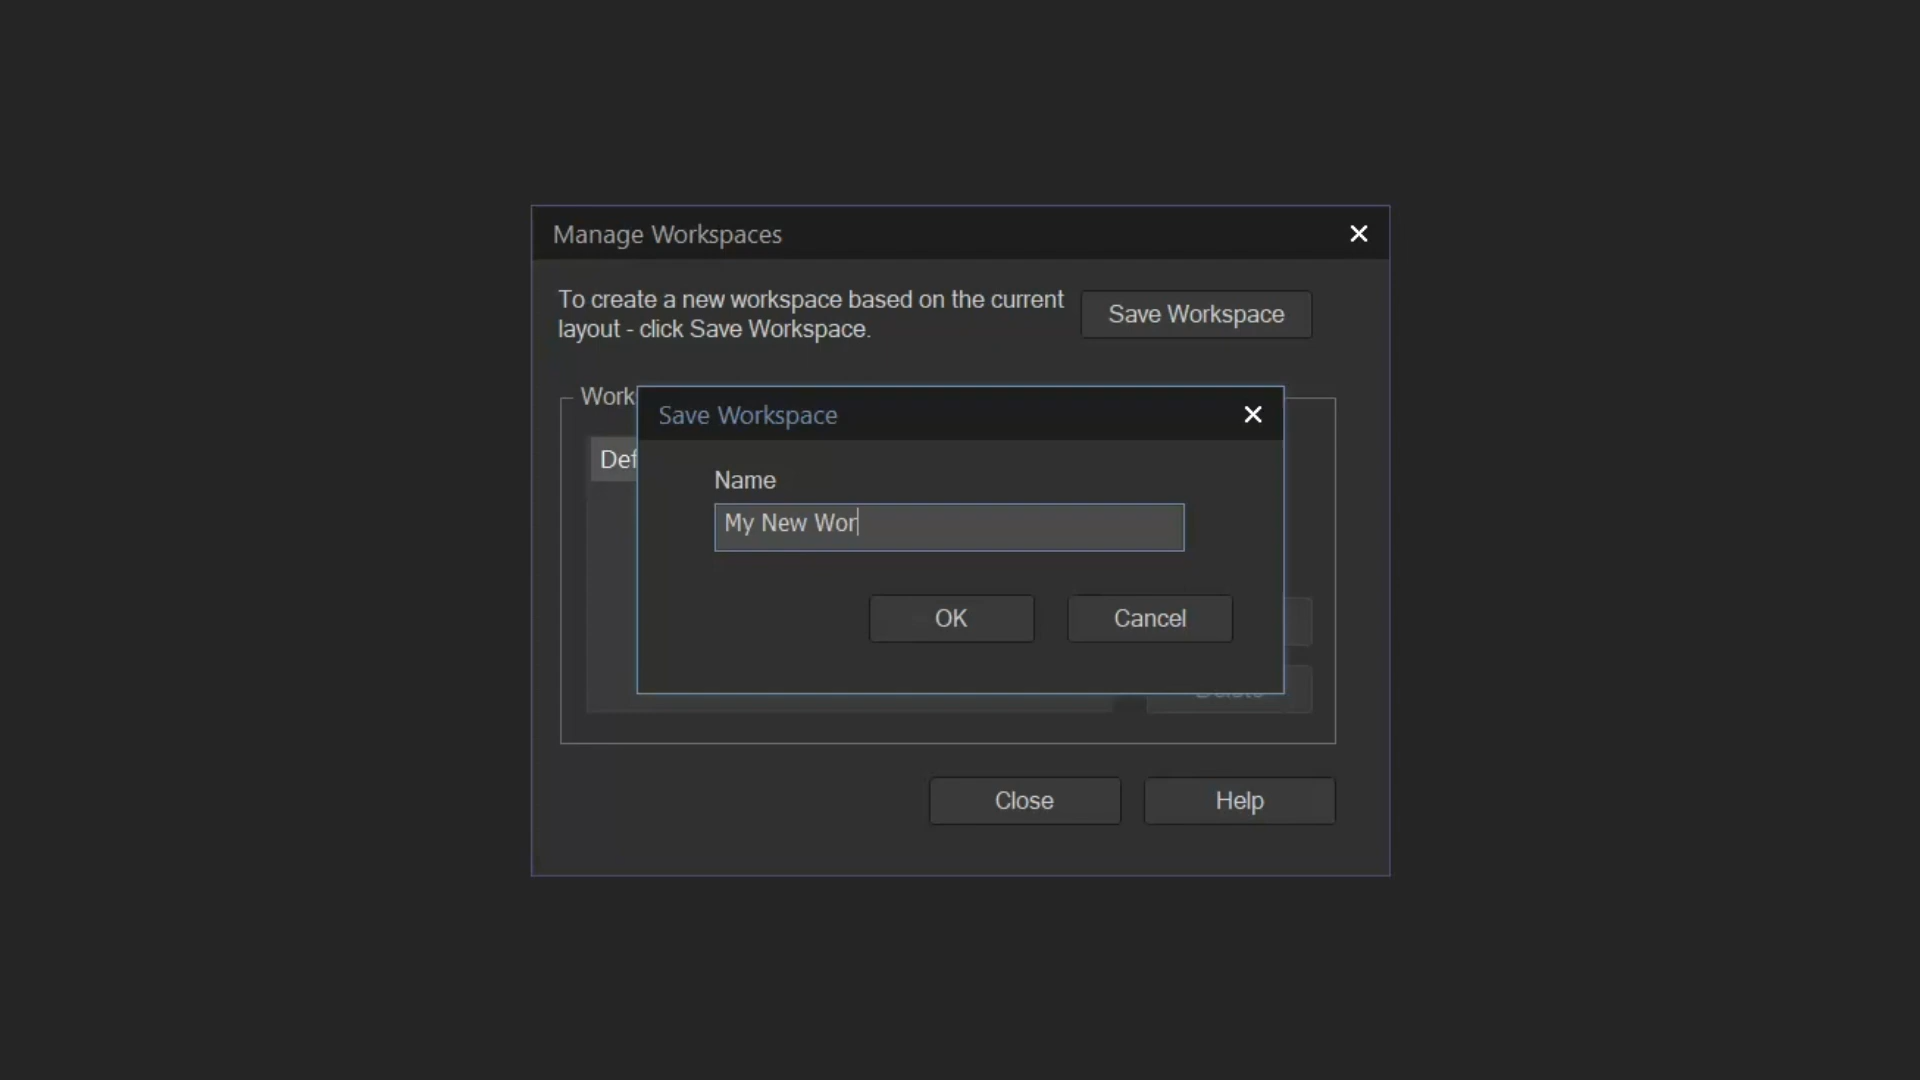 Manage Workspaces
To create a new workspace based on the current
layout - click Save Workspace.
Save Workspace
Work
Def
Save Workspace
Name
My New Wor
OK
Cancel
Close
Help